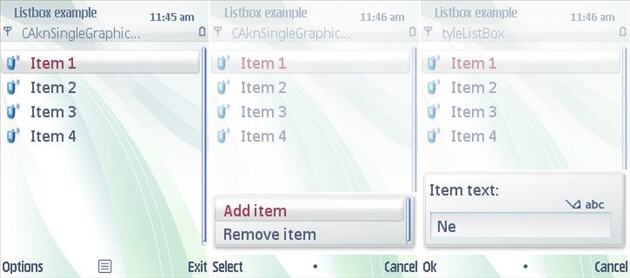 Listbox example
11:45 am
CAknSingleGraphic...
Item 1
Item 2
Item 3
Item 4
Options
Exit
Listbox example
11:46 am
CAknSingleGraphic...
Item 1
Item 2
Item 3
Item 4
Add item
Remove item
Select
Cancel
Listbox example
11:46 am
tyleListBox
Item 1
Item 2
Item 3
Item 4
Item text:
abc
Ne
Ok
Cancel